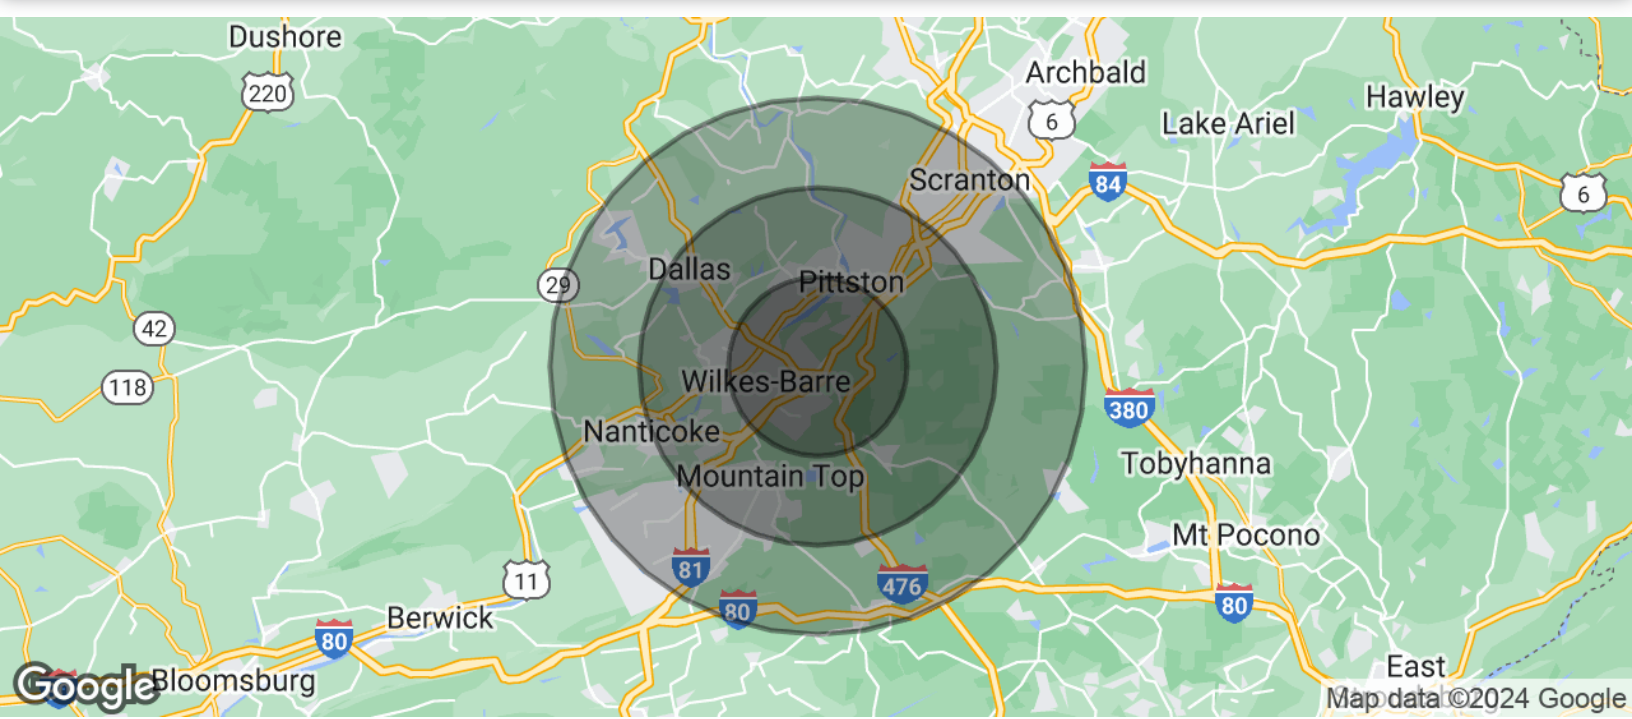 Dushore
220
Archbald
6
Hawley
Lake Ariel
Scranton
84
6
Dallas
Pittston
29
42
118
Wilkes-Barre
380
Nanticoke
Tobyhanna
Mountain Top
Mt Pocono
81
11
476
80
80
Berwick
80
East
Bloomsburg
Google
Map data ©2024 Google